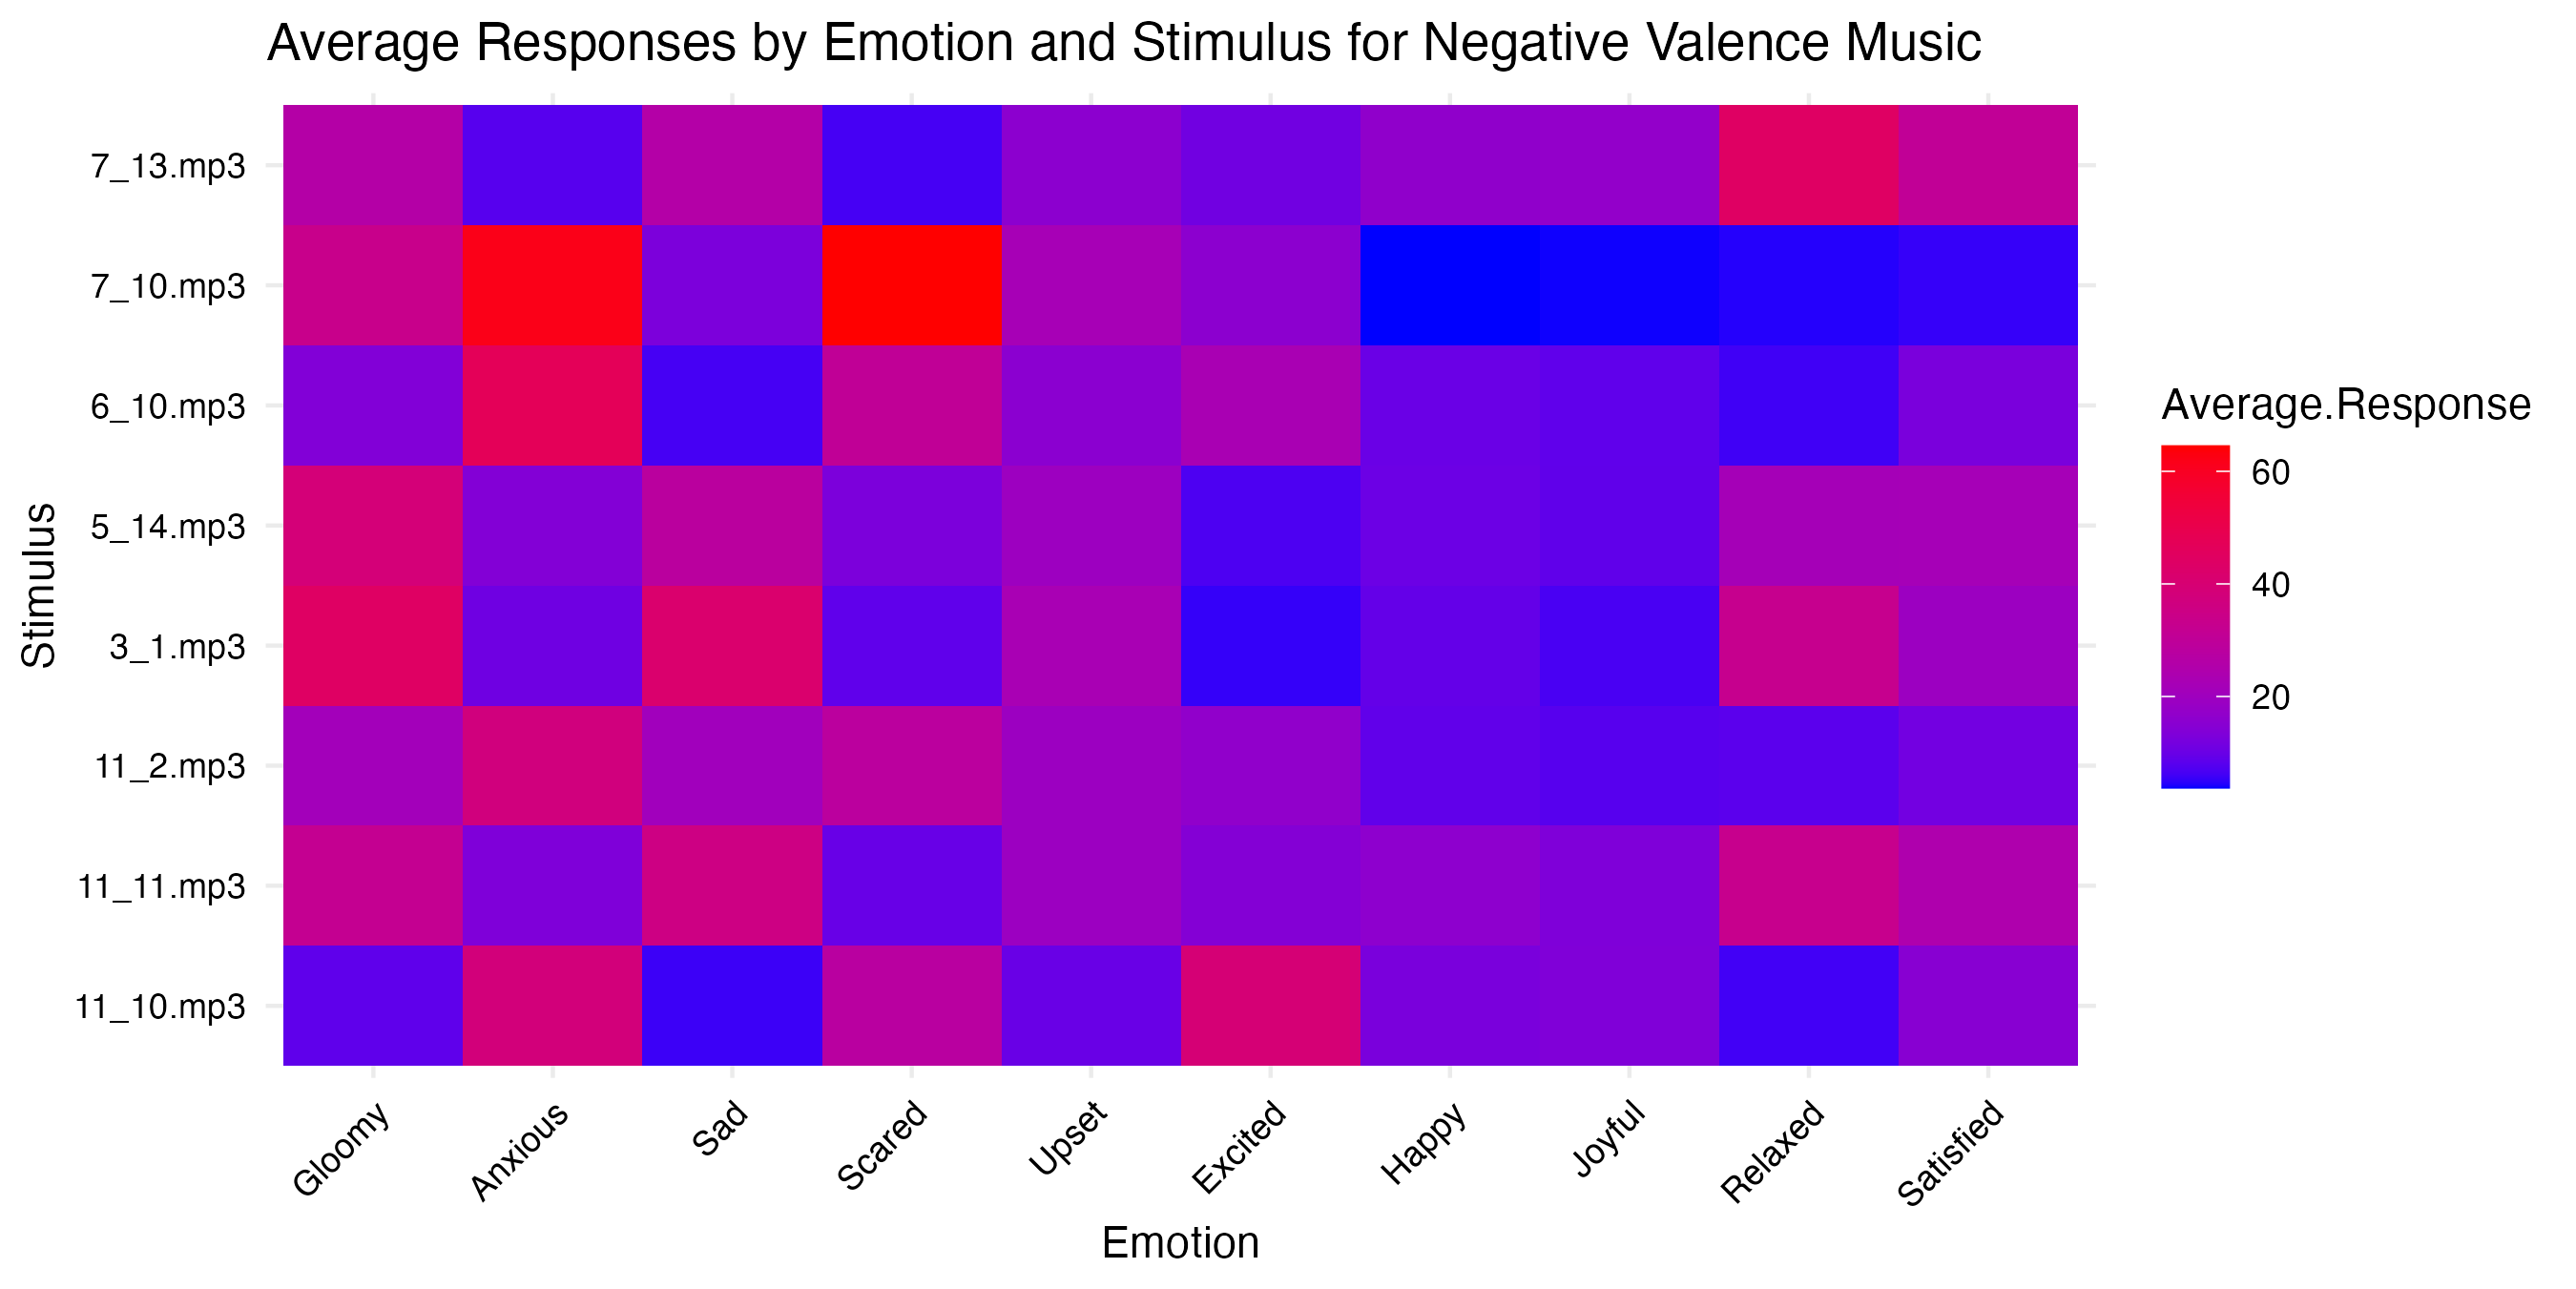 Average Responses by Emotion and Stimulus for Negative Valence Music
Stimulus
7_13.mp3
7_10.mp3
6_10.mp3
5_14.mp3
3_1.mp3
11_2.mp3
11_11.mp3
11_10.mp3
Gloomy
Anxious
Sad
Scared
Upset
Excited
Happy
Joyful
Relaxed
Satisfied
Emotion
Average.Response
60
40
20